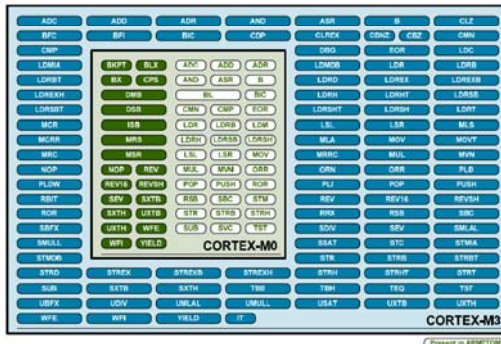 ADC ADD ADR AND ASR B CLZ
BFC BFI BIC CDP CLREX CBNZ CBZ CMN
CMP DBG EOR LDC
LDMIA BKPT BLX ADC ADD ADR LDMDB LDR LDRB
LDRBT BX CPS AND ASR B LDRD LDREX LDREXB
LDREXH DMB BL BIC LDRH LDRHT LDRSB
LDRSBT DSB CMN CMP EOR LDRSHT LDRSH LDRT
MCR ISB LDR LDRB LDM LSL LSR MLS
MCRR MRS LDRH LDRSB LDRSH MLA MOV MOVT
MRC MSR LSL LSR MOV MRRC MUL MVN
NOP NOP REV MUL MVN ORR ORN ORR PLD
PLDW REV16 REVSH POP PUSH ROR PLI POP PUSH
RBIT SEV SXTB RSB SBC STM REV REV16 REVSH
ROR SXTH UXTB STR STRB STRH RRX RSB SBC
SBFX UXTH WFE SUB SVC TST SDIV SEV SMLAL
SMULL WFI YIELD CORTEX-M0 SSAT STC STMIA
STMDB STR STRB STRBT
STRD STREX STREXB STREXH STRH STRHT STRT
SUB SXTB SXTH TBB TBH TEQ TST
UBFX UDIV UMLAL UMULL USAT UXTB UXTH
WFE WFI YIELD IT CORTEX-M3
Present in ARM7TDMI